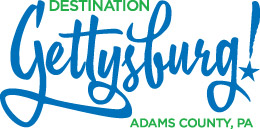 DESTINATION
Gettysburg!
ADAMS COUNTY, PA